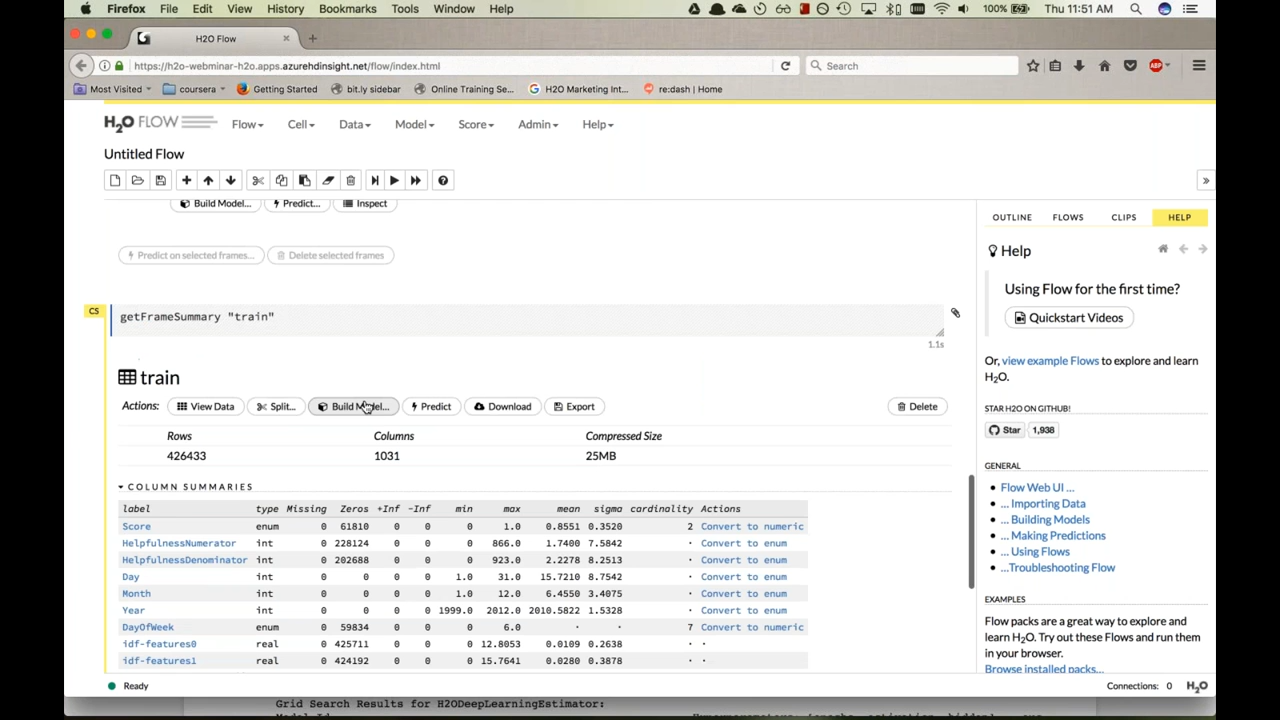 Firefox File Edit View History Bookmarks Tools Window Help 100% Thu 11:51 AM
H2O Flow
https://h2o-webminar-h2o.apps.azurehdinsight.net/flow/index.html Search
Most Visited coursera Getting Started bit.ly sidebar Online Training Se... H2O Marketing Int... re:dash | Home
H2O FLOW Flow Cell Data Model Score Admin Help
Untitled Flow
Build Model... Predict... Inspect
OUTLINE FLOWS CLIPS HELP
Predict on selected frames... Delete selected frames
Help
Using Flow for the first time?
Quickstart Videos
CS getFrameSummary "train"
1.1s
Or, view example Flows to explore and learn
H2O.
train
Actions: View Data Split... Build Model... Predict Download Export Delete
STAR H2O ON GITHUB!
Star 1,938
Rows Columns Compressed Size
426433 1031 25MB
GENERAL
Flow Web UI ...
... Importing Data
... Building Models
... Making Predictions
... Using Flows
...Troubleshooting Flow
COLUMN SUMMARIES
label type Missing Zeros +Inf -Inf min max mean sigma cardinality Actions
Score enum 0 61810 0 0 0 1.0 0.8551 0.3520 2 Convert to numeric
HelpfulnessNumerator int 0 228124 0 0 0 866.0 1.7400 7.5842 · Convert to enum
HelpfulnessDenominator int 0 202688 0 0 0 923.0 2.2278 8.2513 · Convert to enum
Day int 0 0 0 0 1.0 31.0 15.7210 8.7542 · Convert to enum
Month int 0 0 0 0 1.0 12.0 6.4550 3.4075 · Convert to enum
Year int 0 0 0 0 1999.0 2012.0 2010.5822 1.5328 · Convert to enum
DayOfWeek enum 0 59834 0 0 0 6.0 · · 7 Convert to numeric
idf-features0 real 0 425711 0 0 0 12.8053 0.0109 0.2638 · ·
idf-features1 real 0 424192 0 0 0 15.7641 0.0280 0.3878 · ·
EXAMPLES
Flow packs are a great way to explore and
learn H2O. Try out these Flows and run them
in your browser.
Browse installed packs...
Ready Connections: 0 H2O
Grid Search Results for H2ODeepLearningEstimator: